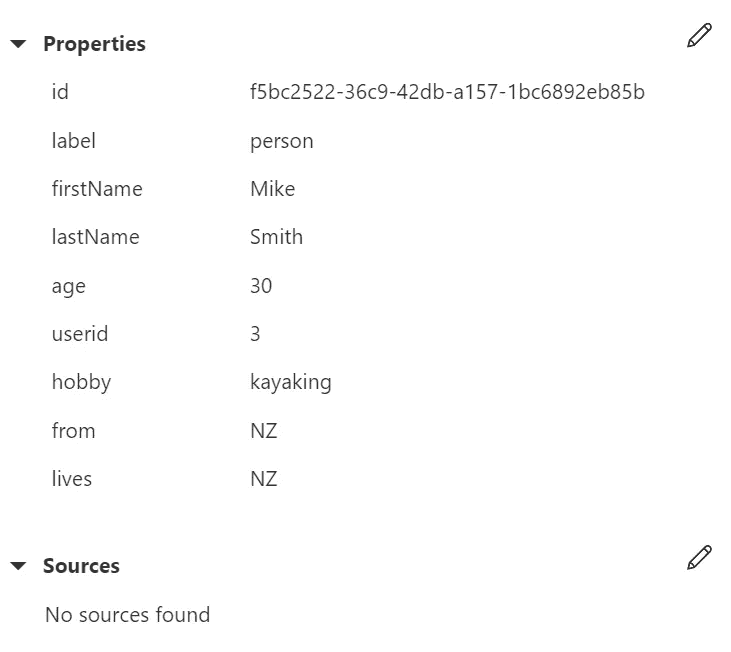 Properties
id f5bc2522-36c9-42db-a157-1bc6892eb85b
label person
firstName Mike
lastName Smith
age 30
userid 3
hobby kayaking
from NZ
lives NZ
Sources
No sources found